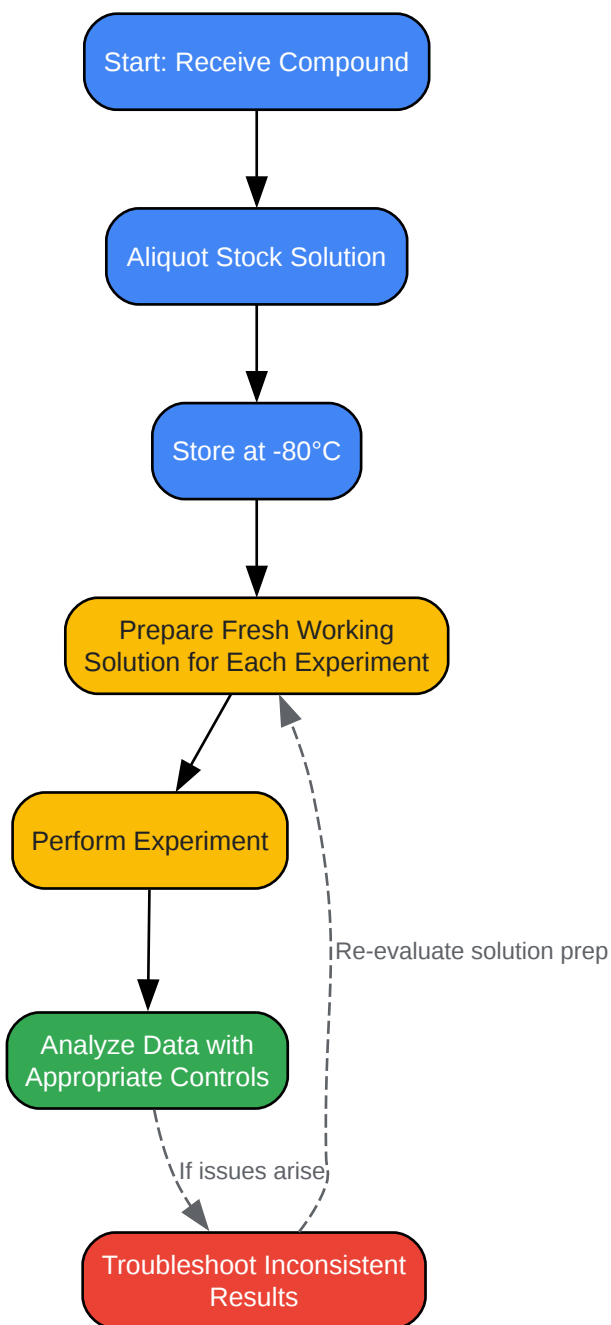 Start: Receive Compound
Aliquot Stock Solution
Store at -80°C
Prepare Fresh Working
Solution for Each Experiment
Perform Experiment
Re-evaluate solution prep
Analyze Data with
Appropriate Controls
If issues arise
Troubleshoot Inconsistent
Results